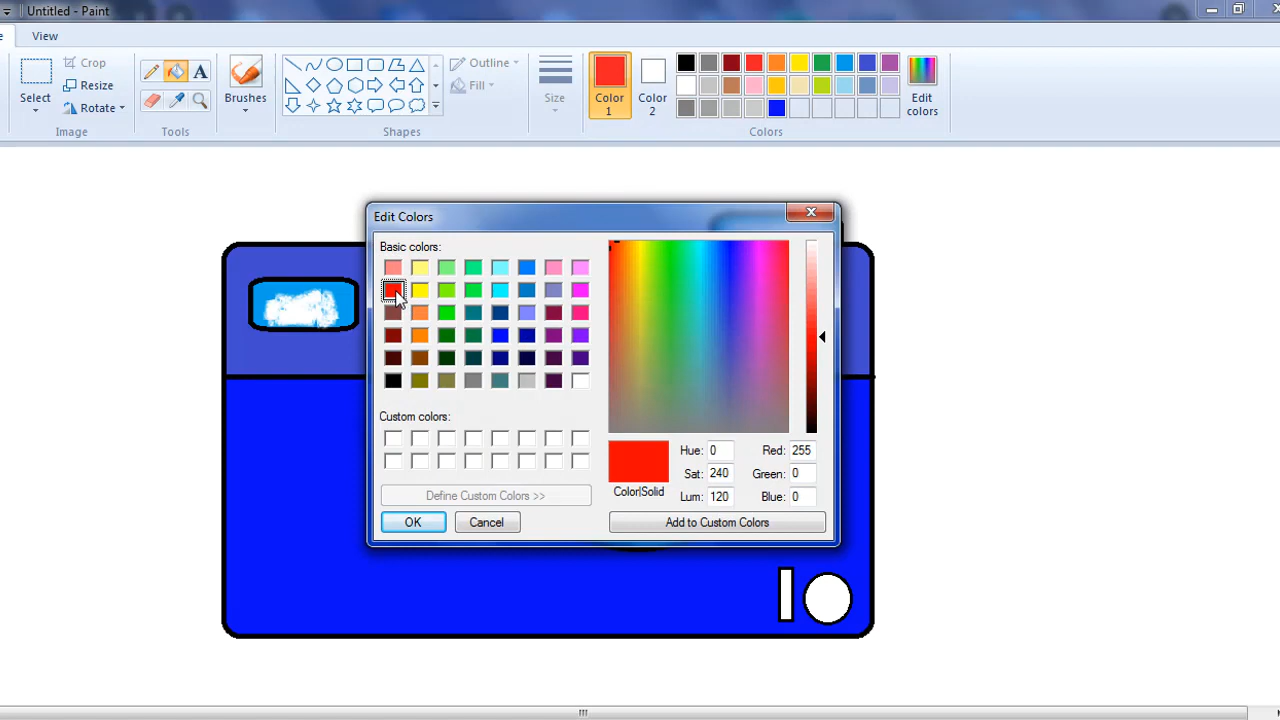 Untitled - Paint
View
Crop
Resize
Rotate
Select
Image
Tools
Brushes
Shapes
Outline
Fill
Size
Color
1
Color
2
Edit
colors
Colors
Edit Colors
Basic colors:
Custom colors:
Define Custom Colors >>
OK
Cancel
Hue: 0
Red: 255
Sat: 240
Green: 0
Color|Solid
Lum: 120
Blue: 0
Add to Custom Colors